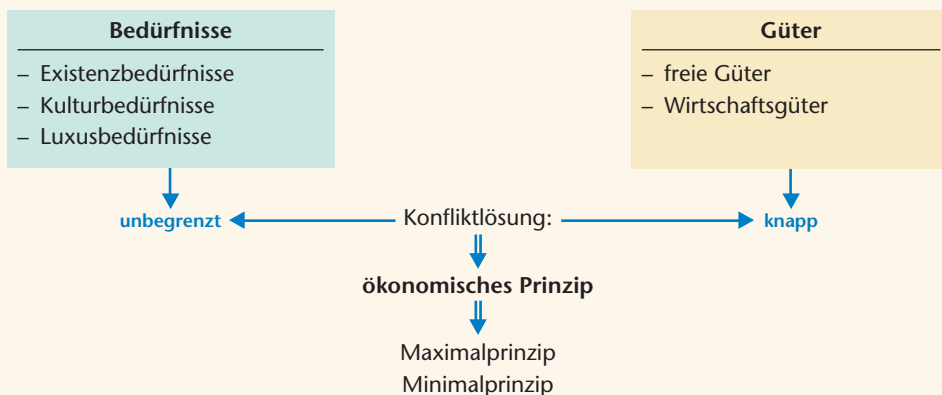 Bedürfnisse
– Existenzbedürfnisse
– Kulturbedürfnisse
– Luxusbedürfnisse
Güter
– freie Güter
– Wirtschaftsgüter
unbegrenzt
Konfliktlösung:
knapp
ökonomisches Prinzip
Maximalprinzip
Minimalprinzip